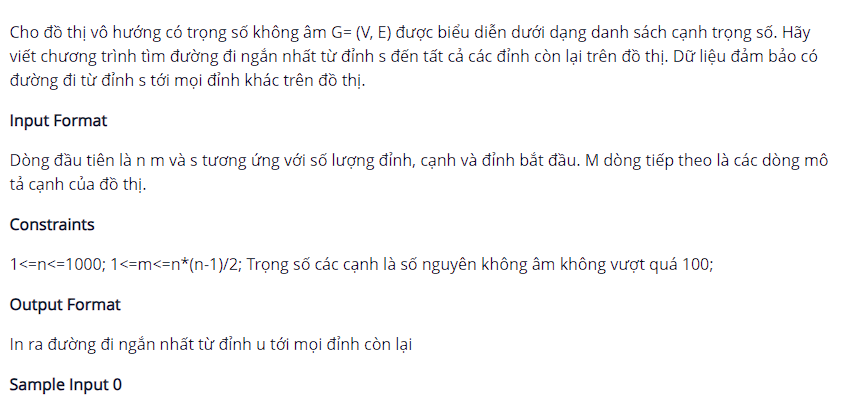 Cho đồ thị vô hướng có trọng số không âm G= (V, E) được biểu diễn dưới dạng danh sách cạnh trọng số. Hãy
viết chương trình tìm đường đi ngắn nhất từ đỉnh s đến tất cả các đỉnh còn lại trên đồ thị. Dữ liệu đảm bảo có
đường đi từ đỉnh s tới mọi đỉnh khác trên đồ thị.
Input Format
Dòng đầu tiên là n m và s tương ứng với số lượng đỉnh, cạnh và đỉnh bắt đầu. M dòng tiếp theo là các dòng mô
tả cạnh của đồ thị.
Constraints
1<=n<=1000; 1<=m<=n*(n-1)/2; Trọng số các cạnh là số nguyên không âm không vượt quá 100;
Output Format
In ra đường đi ngắn nhất từ đỉnh u tới mọi đỉnh còn lại
Sample Input 0